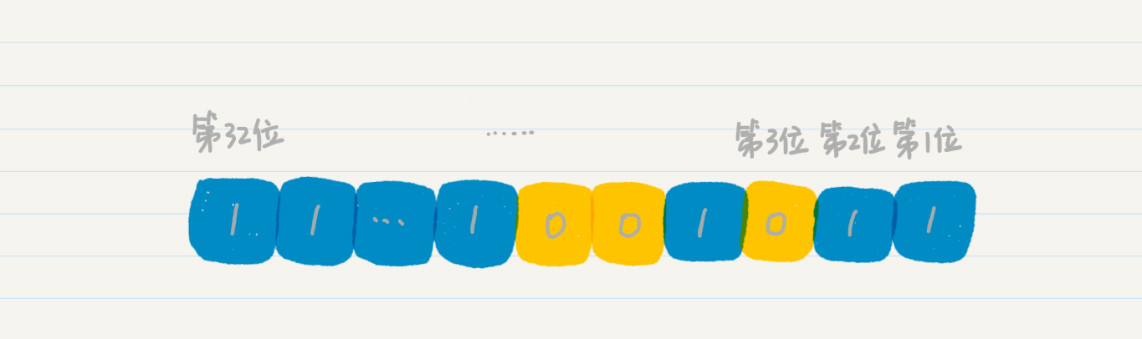 第32位 ...... 第3位 第2位 第1位
1 1 ... 1 0 0 1 0 1 1